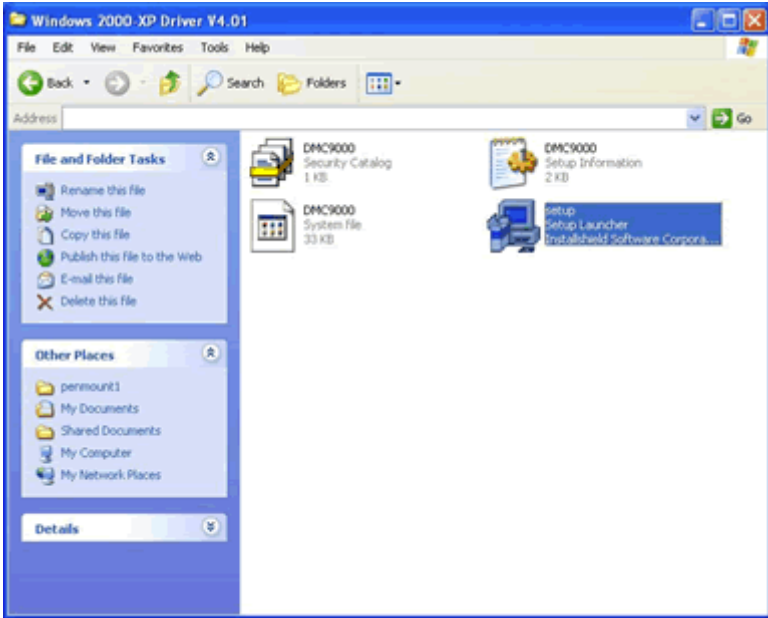 Windows 2000-XP Driver V4.01
File Edit View Favorites Tools Help
Back Search Folders
Address Go
File and Folder Tasks
Rename this file
Move this file
Copy this file
Publish this file to the Web
E-mail this file
Delete this file
Other Places
penmount1
My Documents
Shared Documents
My Computer
My Network Places
Details
DMC9000
Security Catalog
1 KB
DMC9000
Setup Information
2 KB
DMC9000
System file
33 KB
setup
Setup Launcher
InstallShield Software Corpora...